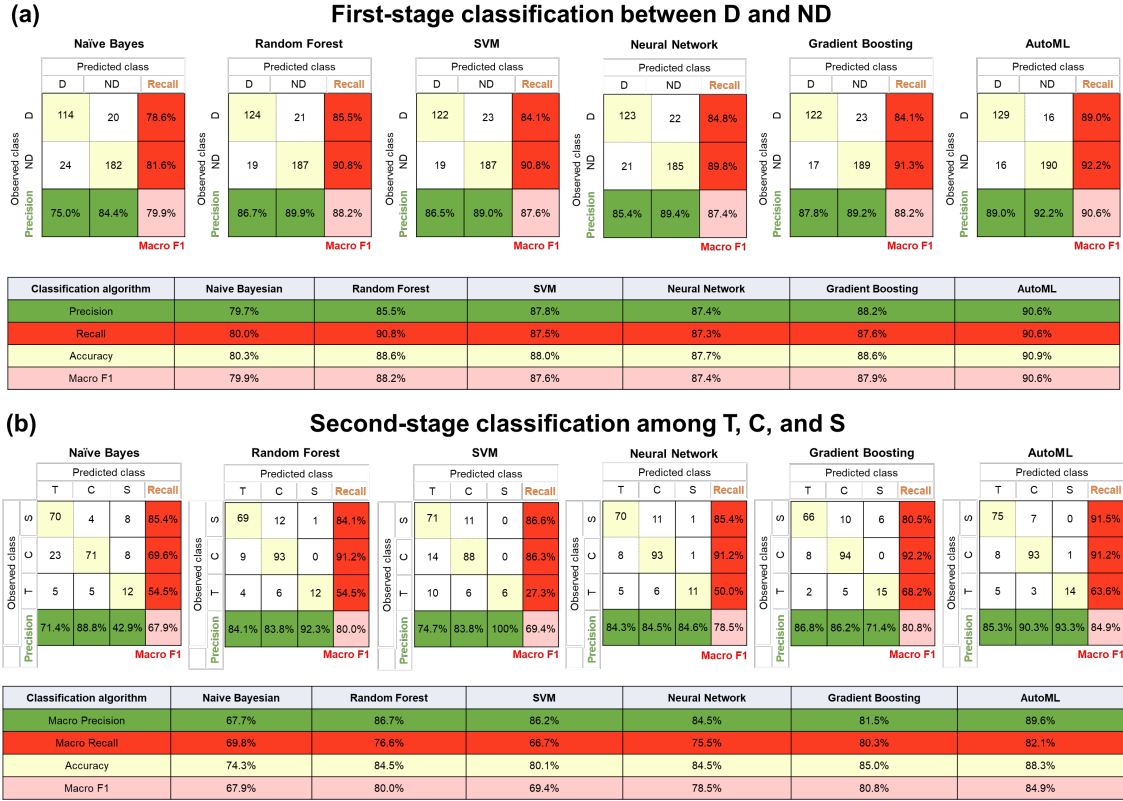 (a) First-stage classification between D and ND
Naïve Bayes Random Forest SVM Neural Network Gradient Boosting AutoML
Predicted class Predicted class Predicted class Predicted class Predicted class Predicted class
D ND Recall D ND Recall D ND Recall D ND Recall D ND Recall D ND Recall
Observed class Observed class Observed class Observed class Observed class Observed class
D 114 20 78.6% D 124 21 85.5% D 122 23 84.1% D 123 22 84.8% D 122 23 84.1% D 129 16 89.0%
ND 24 182 81.6% ND 19 187 90.8% ND 19 187 90.8% ND 21 185 89.8% ND 17 189 91.3% ND 16 190 92.2%
Precision 75.0% 84.4% 79.9% Precision 86.7% 89.9% 88.2% Precision 86.5% 89.0% 87.6% Precision 85.4% 89.4% 87.4% Precision 87.8% 89.2% 88.2% Precision 89.0% 92.2% 90.6%
Macro F1 Macro F1 Macro F1 Macro F1 Macro F1 Macro F1
Classification algorithm Naive Bayesian Random Forest SVM Neural Network Gradient Boosting AutoML
Precision 79.7% 85.5% 87.8% 87.4% 88.2% 90.6%
Recall 80.0% 90.8% 87.5% 87.3% 87.6% 90.6%
Accuracy 80.3% 88.6% 88.0% 87.7% 88.6% 90.9%
Macro F1 79.9% 88.2% 87.6% 87.4% 87.9% 90.6%
(b) Second-stage classification among T, C, and S
Naïve Bayes Random Forest SVM Neural Network Gradient Boosting AutoML
Predicted class Predicted class Predicted class Predicted class Predicted class Predicted class
T C S Recall T C S Recall T C S Recall T C S Recall T C S Recall T C S Recall
Observed class Observed class Observed class Observed class Observed class Observed class
S 70 4 8 85.4% S 69 12 1 84.1% S 71 11 0 86.6% S 70 11 1 85.4% S 66 10 6 80.5% S 75 7 0 91.5%
C 23 71 8 69.6% C 9 93 0 91.2% C 14 88 0 86.3% C 8 93 1 91.2% C 8 94 0 92.2% C 8 93 1 91.2%
T 5 5 12 54.5% T 4 6 12 54.5% T 10 6 6 27.3% T 5 6 11 50.0% T 2 5 15 68.2% T 5 3 14 63.6%
Precision 71.4% 88.8% 42.9% 67.9% Precision 84.1% 83.8% 92.3% 80.0% Precision 74.7% 83.8% 100% 69.4% Precision 84.3% 84.5% 84.6% 78.5% Precision 86.8% 86.2% 71.4% 80.8% Precision 85.3% 90.3% 93.3% 84.9%
Macro F1 Macro F1 Macro F1 Macro F1 Macro F1 Macro F1
Classification algorithm Naive Bayesian Random Forest SVM Neural Network Gradient Boosting AutoML
Macro Precision 67.7% 86.7% 86.2% 84.5% 81.5% 89.6%
Macro Recall 69.8% 76.6% 66.7% 75.5% 80.3% 82.1%
Accuracy 74.3% 84.5% 80.1% 84.5% 85.0% 88.3%
Macro F1 67.9% 80.0% 69.4% 78.5% 80.8% 84.9%